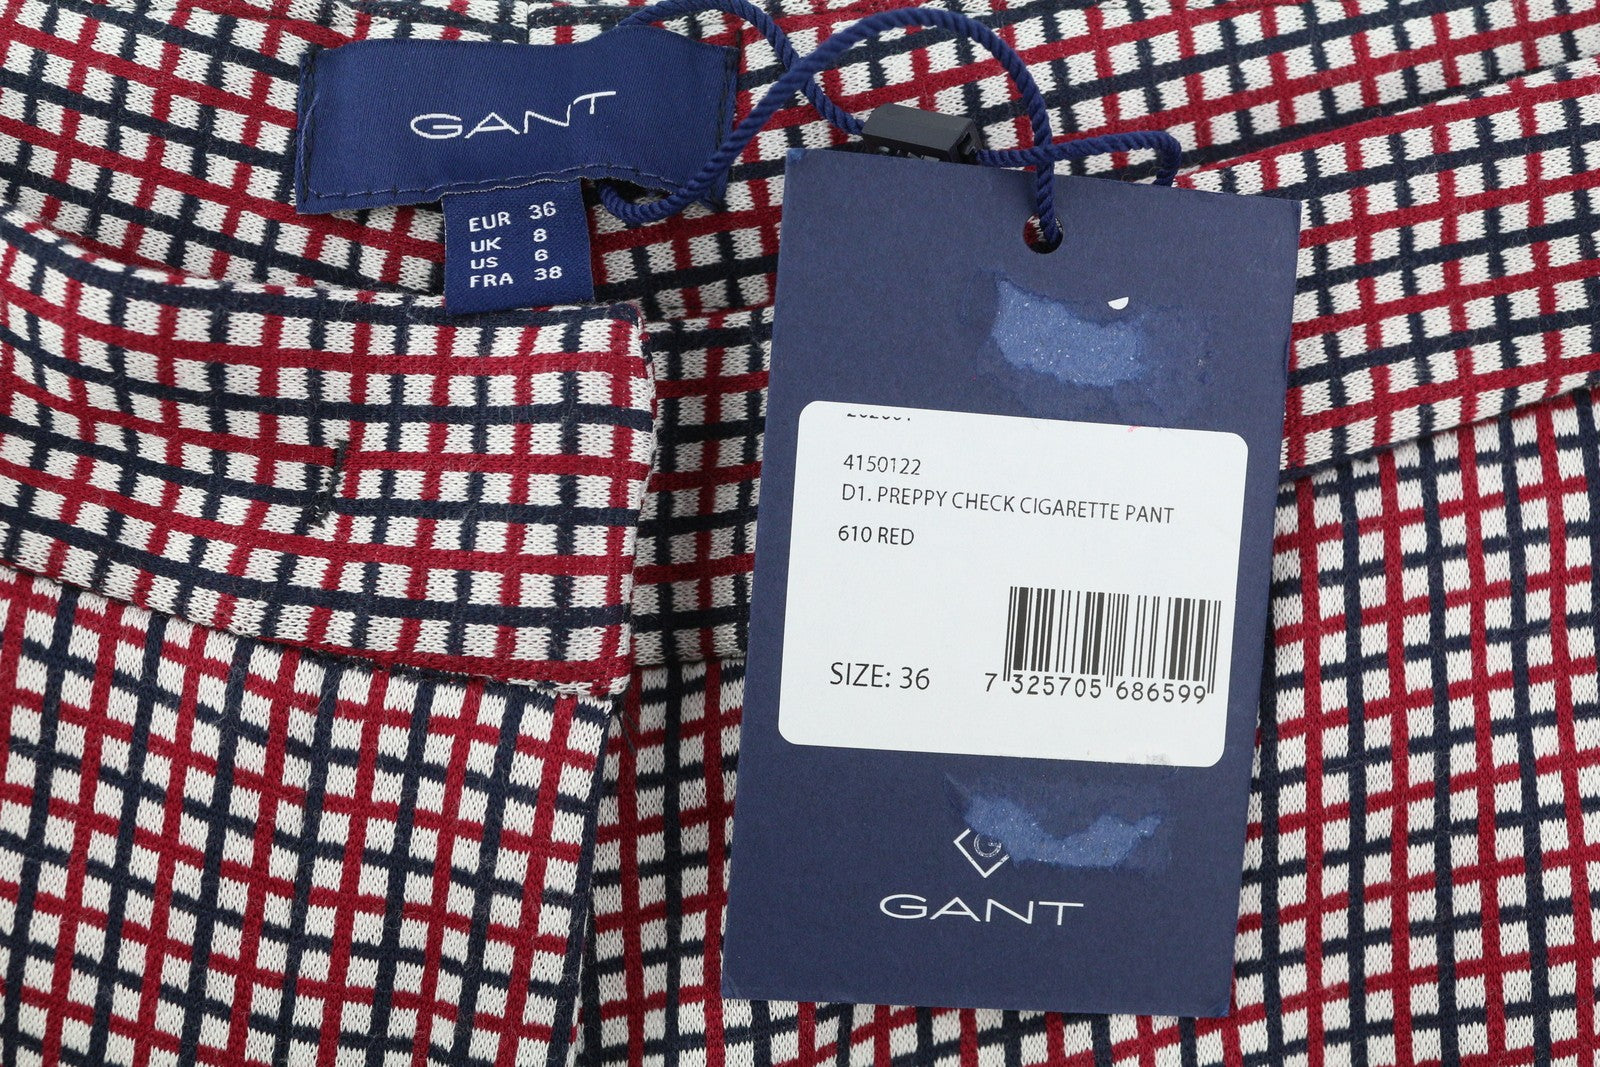 GANT
EUR 36
UK 8
US 6
FRA 38
4150122
D1. PREPPY CHECK CIGARETTE PANT
610 RED
SIZE: 36
7 325705 686599
G
GANT